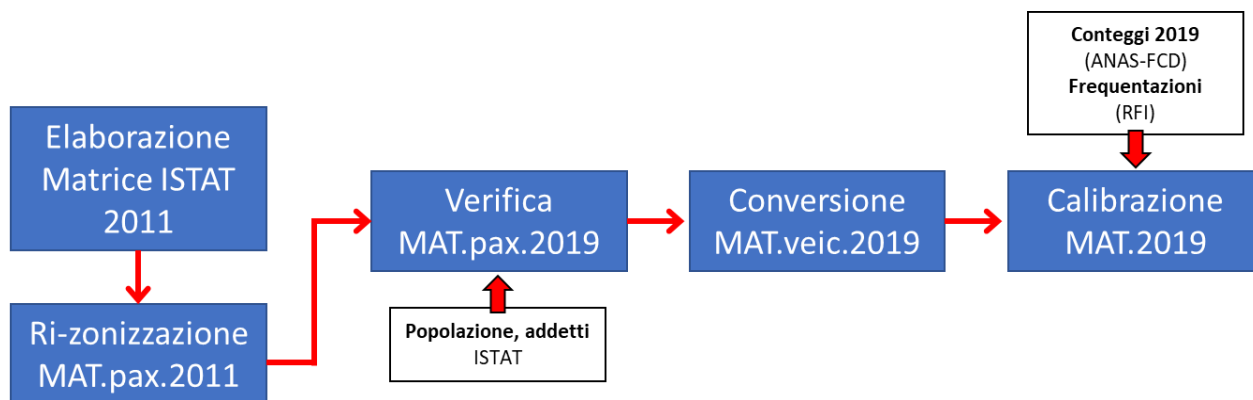 Elaborazione
Matrice ISTAT
2011
Ri-zonizzazione
MAT.pax.2011
Verifica
MAT.pax.2019
Popolazione, addetti
ISTAT
Conversione
MAT.veic.2019
Conteggi 2019
(ANAS-FCD)
Frequentazioni
(RFI)
Calibrazione
MAT.2019